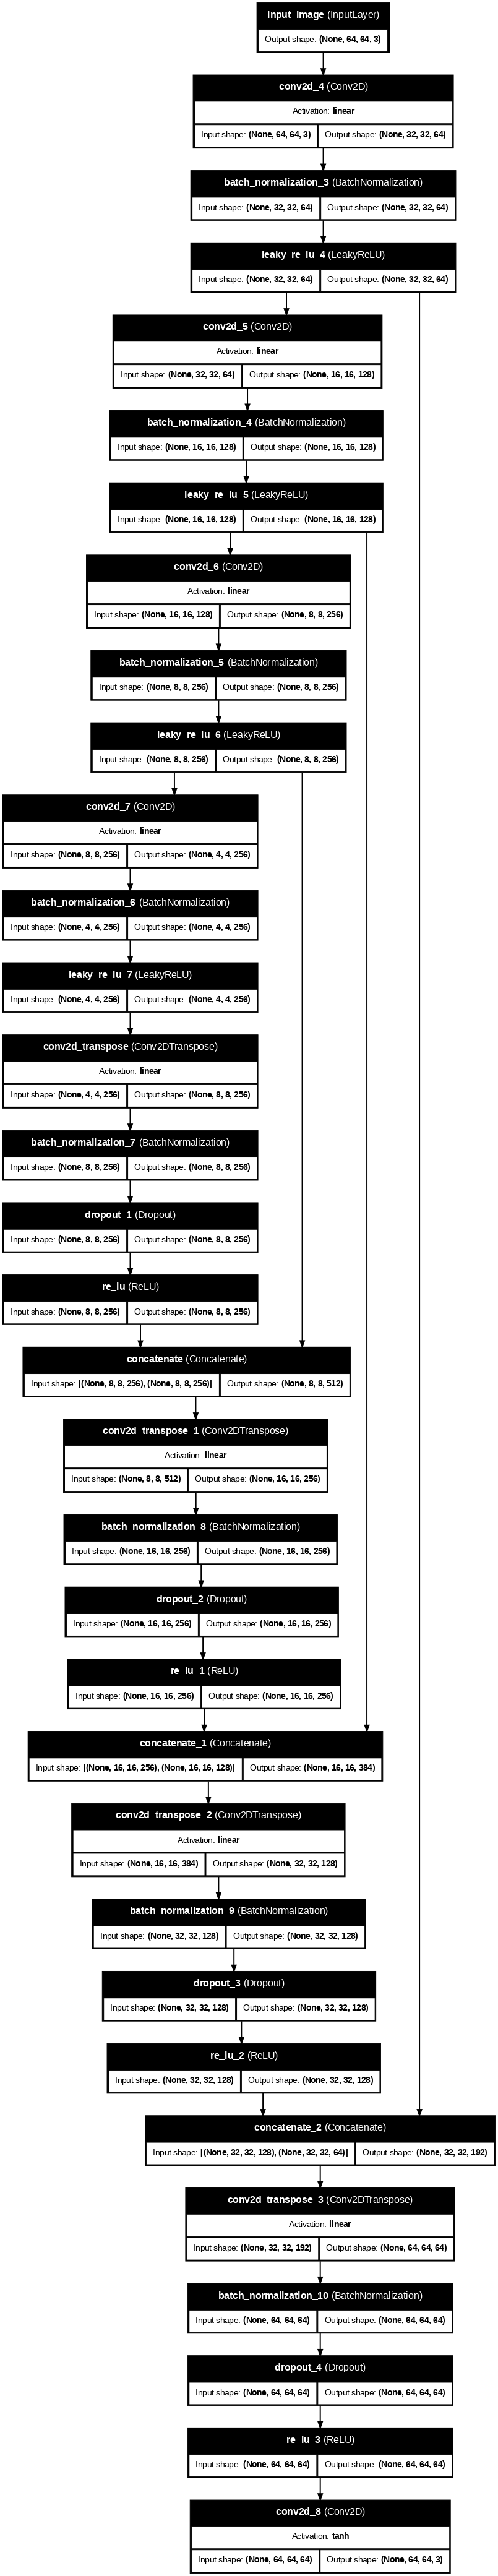 input_image (InputLayer)
Output shape: (None, 64, 64, 3)
conv2d_4 (Conv2D)
Activation: linear
Input shape: (None, 64, 64, 3) Output shape: (None, 32, 32, 64)
batch_normalization_3 (BatchNormalization)
Input shape: (None, 32, 32, 64) Output shape: (None, 32, 32, 64)
leaky_re_lu_4 (LeakyReLU)
Input shape: (None, 32, 32, 64) Output shape: (None, 32, 32, 64)
conv2d_5 (Conv2D)
Activation: linear
Input shape: (None, 32, 32, 64) Output shape: (None, 16, 16, 128)
batch_normalization_4 (BatchNormalization)
Input shape: (None, 16, 16, 128) Output shape: (None, 16, 16, 128)
leaky_re_lu_5 (LeakyReLU)
Input shape: (None, 16, 16, 128) Output shape: (None, 16, 16, 128)
conv2d_6 (Conv2D)
Activation: linear
Input shape: (None, 16, 16, 128) Output shape: (None, 8, 8, 256)
batch_normalization_5 (BatchNormalization)
Input shape: (None, 8, 8, 256) Output shape: (None, 8, 8, 256)
leaky_re_lu_6 (LeakyReLU)
Input shape: (None, 8, 8, 256) Output shape: (None, 8, 8, 256)
conv2d_7 (Conv2D)
Activation: linear
Input shape: (None, 8, 8, 256) Output shape: (None, 4, 4, 256)
batch_normalization_6 (BatchNormalization)
Input shape: (None, 4, 4, 256) Output shape: (None, 4, 4, 256)
leaky_re_lu_7 (LeakyReLU)
Input shape: (None, 4, 4, 256) Output shape: (None, 4, 4, 256)
conv2d_transpose (Conv2DTranspose)
Activation: linear
Input shape: (None, 4, 4, 256) Output shape: (None, 8, 8, 256)
batch_normalization_7 (BatchNormalization)
Input shape: (None, 8, 8, 256) Output shape: (None, 8, 8, 256)
dropout_1 (Dropout)
Input shape: (None, 8, 8, 256) Output shape: (None, 8, 8, 256)
re_lu (ReLU)
Input shape: (None, 8, 8, 256) Output shape: (None, 8, 8, 256)
concatenate (Concatenate)
Input shape: [(None, 8, 8, 256), (None, 8, 8, 256)] Output shape: (None, 8, 8, 512)
conv2d_transpose_1 (Conv2DTranspose)
Activation: linear
Input shape: (None, 8, 8, 512) Output shape: (None, 16, 16, 256)
batch_normalization_8 (BatchNormalization)
Input shape: (None, 16, 16, 256) Output shape: (None, 16, 16, 256)
dropout_2 (Dropout)
Input shape: (None, 16, 16, 256) Output shape: (None, 16, 16, 256)
re_lu_1 (ReLU)
Input shape: (None, 16, 16, 256) Output shape: (None, 16, 16, 256)
concatenate_1 (Concatenate)
Input shape: [(None, 16, 16, 256), (None, 16, 16, 128)] Output shape: (None, 16, 16, 384)
conv2d_transpose_2 (Conv2DTranspose)
Activation: linear
Input shape: (None, 16, 16, 384) Output shape: (None, 32, 32, 128)
batch_normalization_9 (BatchNormalization)
Input shape: (None, 32, 32, 128) Output shape: (None, 32, 32, 128)
dropout_3 (Dropout)
Input shape: (None, 32, 32, 128) Output shape: (None, 32, 32, 128)
re_lu_2 (ReLU)
Input shape: (None, 32, 32, 128) Output shape: (None, 32, 32, 128)
concatenate_2 (Concatenate)
Input shape: [(None, 32, 32, 128), (None, 32, 32, 64)] Output shape: (None, 32, 32, 192)
conv2d_transpose_3 (Conv2DTranspose)
Activation: linear
Input shape: (None, 32, 32, 192) Output shape: (None, 64, 64, 64)
batch_normalization_10 (BatchNormalization)
Input shape: (None, 64, 64, 64) Output shape: (None, 64, 64, 64)
dropout_4 (Dropout)
Input shape: (None, 64, 64, 64) Output shape: (None, 64, 64, 64)
re_lu_3 (ReLU)
Input shape: (None, 64, 64, 64) Output shape: (None, 64, 64, 64)
conv2d_8 (Conv2D)
Activation: tanh
Input shape: (None, 64, 64, 64) Output shape: (None, 64, 64, 3)